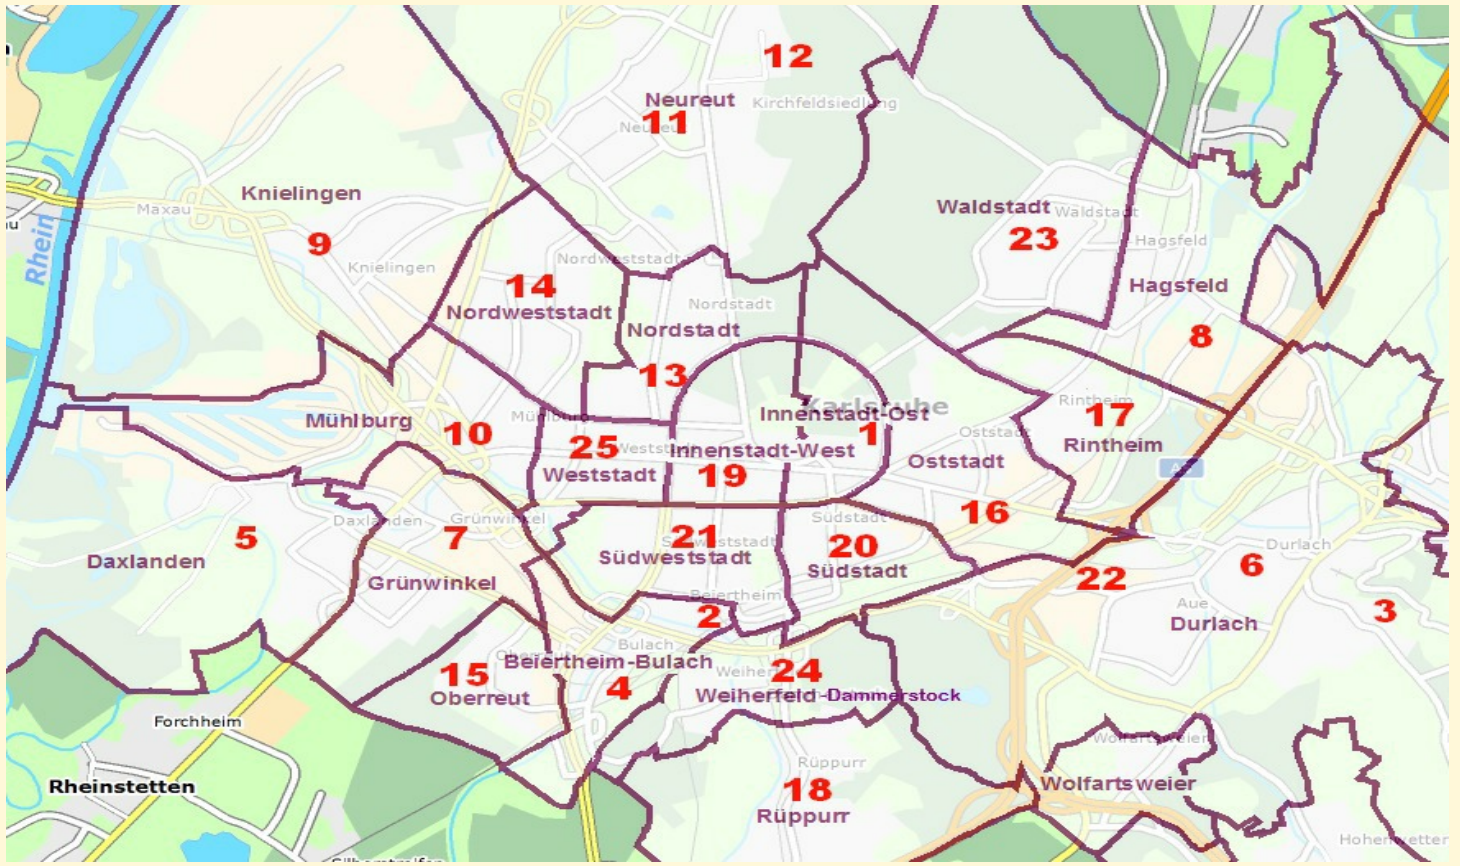 12
Neureut
Kirchfeldsiedlung
11
Knielingen
Maxau
Waldstadt
Waldstadt
Rhein
9
23
Hagsfeld
Knielingen
Nordweststadt
14
Hagsfeld
Nordweststadt
Nordstadt
Nordstadt
8
13
Rintheim
Karlsruhe
Innenstadt-Ost
17
Mühlburg
Mühlburg
10
1
Oststadt
Rintheim
25
Weststadt
Innenstadt-West
Oststadt
Weststadt
19
16
Daxlanden
Grünwinkel
Südstadt
5
7
21
Südweststadt
20
Durlach
Daxlanden
Südweststadt
Südstadt
6
Grünwinkel
22
Beiertheim
Aue
3
2
Durlach
Bulach
Beiertheim-Bulach
15
4
24
Oberreut
Weiherfeld-Dammerstock
Forchheim
Wolfartsweier
Rüppurr
Rheinstetten
18
Wolfartsweier
Rüppurr